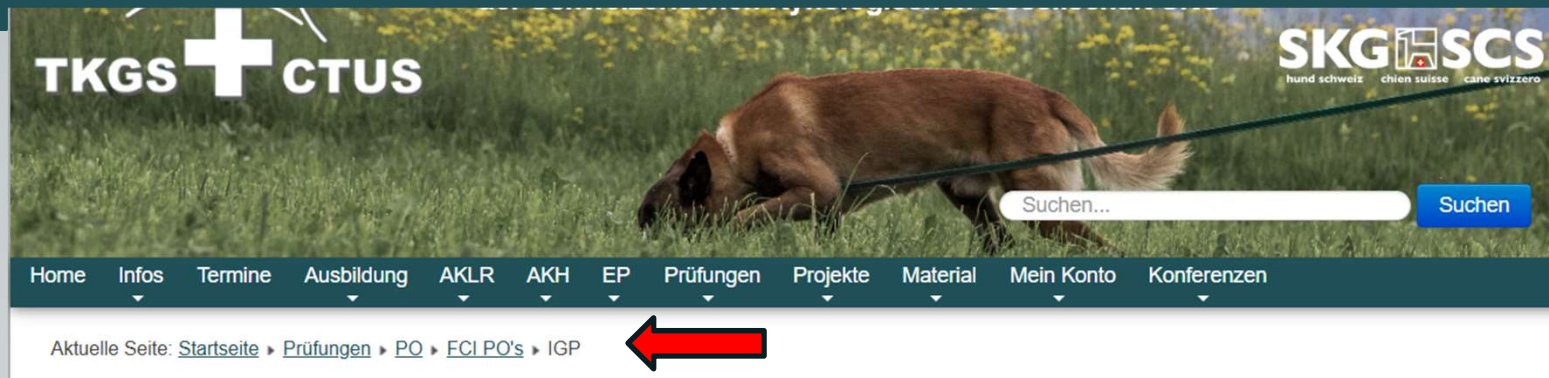 TKGS CTUS
SKG SCS
hund schweiz chien suisse cane svizzero
Suchen... Suchen
Home Infos Termine Ausbildung AKLR AKH EP Prüfungen Projekte Material Mein Konto Konferenzen
Aktuelle Seite: Startseite ▸ Prüfungen ▸ PO ▸ FCI PO's ▸ IGP